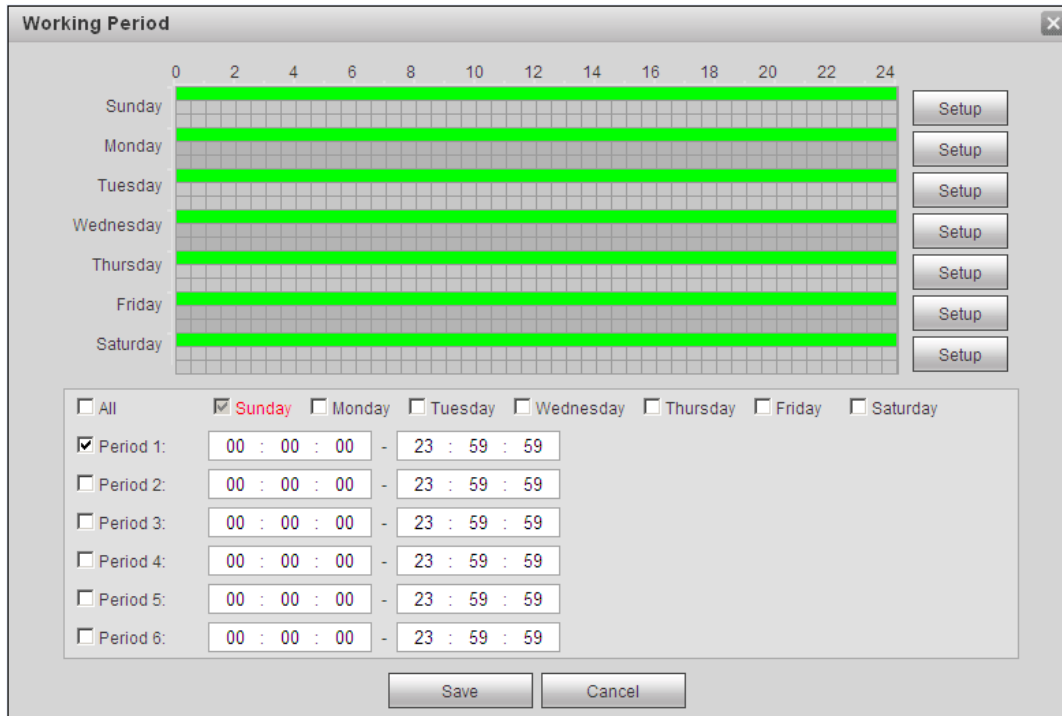 Working Period
0 2 4 6 8 10 12 14 16 18 20 22 24
Sunday Setup
Monday Setup
Tuesday Setup
Wednesday Setup
Thursday Setup
Friday Setup
Saturday Setup
All Sunday Monday Tuesday Wednesday Thursday Friday Saturday
Period 1: 00 : 00 : 00 - 23 : 59 : 59
Period 2: 00 : 00 : 00 - 23 : 59 : 59
Period 3: 00 : 00 : 00 - 23 : 59 : 59
Period 4: 00 : 00 : 00 - 23 : 59 : 59
Period 5: 00 : 00 : 00 - 23 : 59 : 59
Period 6: 00 : 00 : 00 - 23 : 59 : 59
Save Cancel